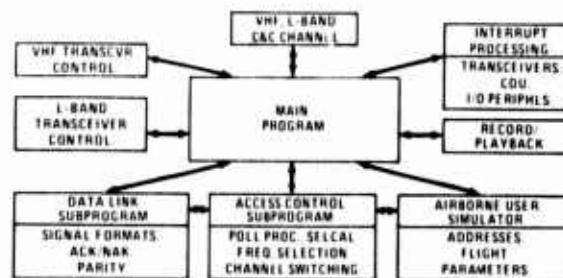 VHF, L-BAND
C&C CHANNEL
VHF TRANSCVR
CONTROL
INTERRUPT
PROCESSING
TRANSCEIVERS
CDU
I/O PERIPHLS
L-BAND
TRANSCEIVER
CONTROL
MAIN
PROGRAM
RECORD/
PLAYBACK
DATA LINK
SUBPROGRAM
SIGNAL FORMATS
ACK/NAK
PARITY
ACCESS CONTROL
SUBPROGRAM
POLL PROC, SELCAL
FREQ SELECTION
CHANNEL SWITCHING
AIRBORNE USER
SIMULATOR
ADDRESSES
FLIGHT
PARAMETERS